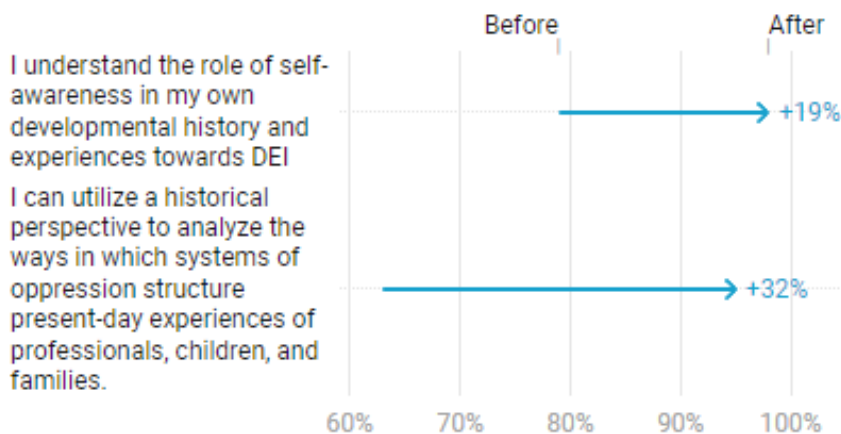 Before After
I understand the role of self-
awareness in my own
developmental history and
experiences towards DEI
+19%
I can utilize a historical
perspective to analyze the
ways in which systems of
oppression structure
present-day experiences of
professionals, children, and
families.
+32%
60% 70% 80% 90% 100%